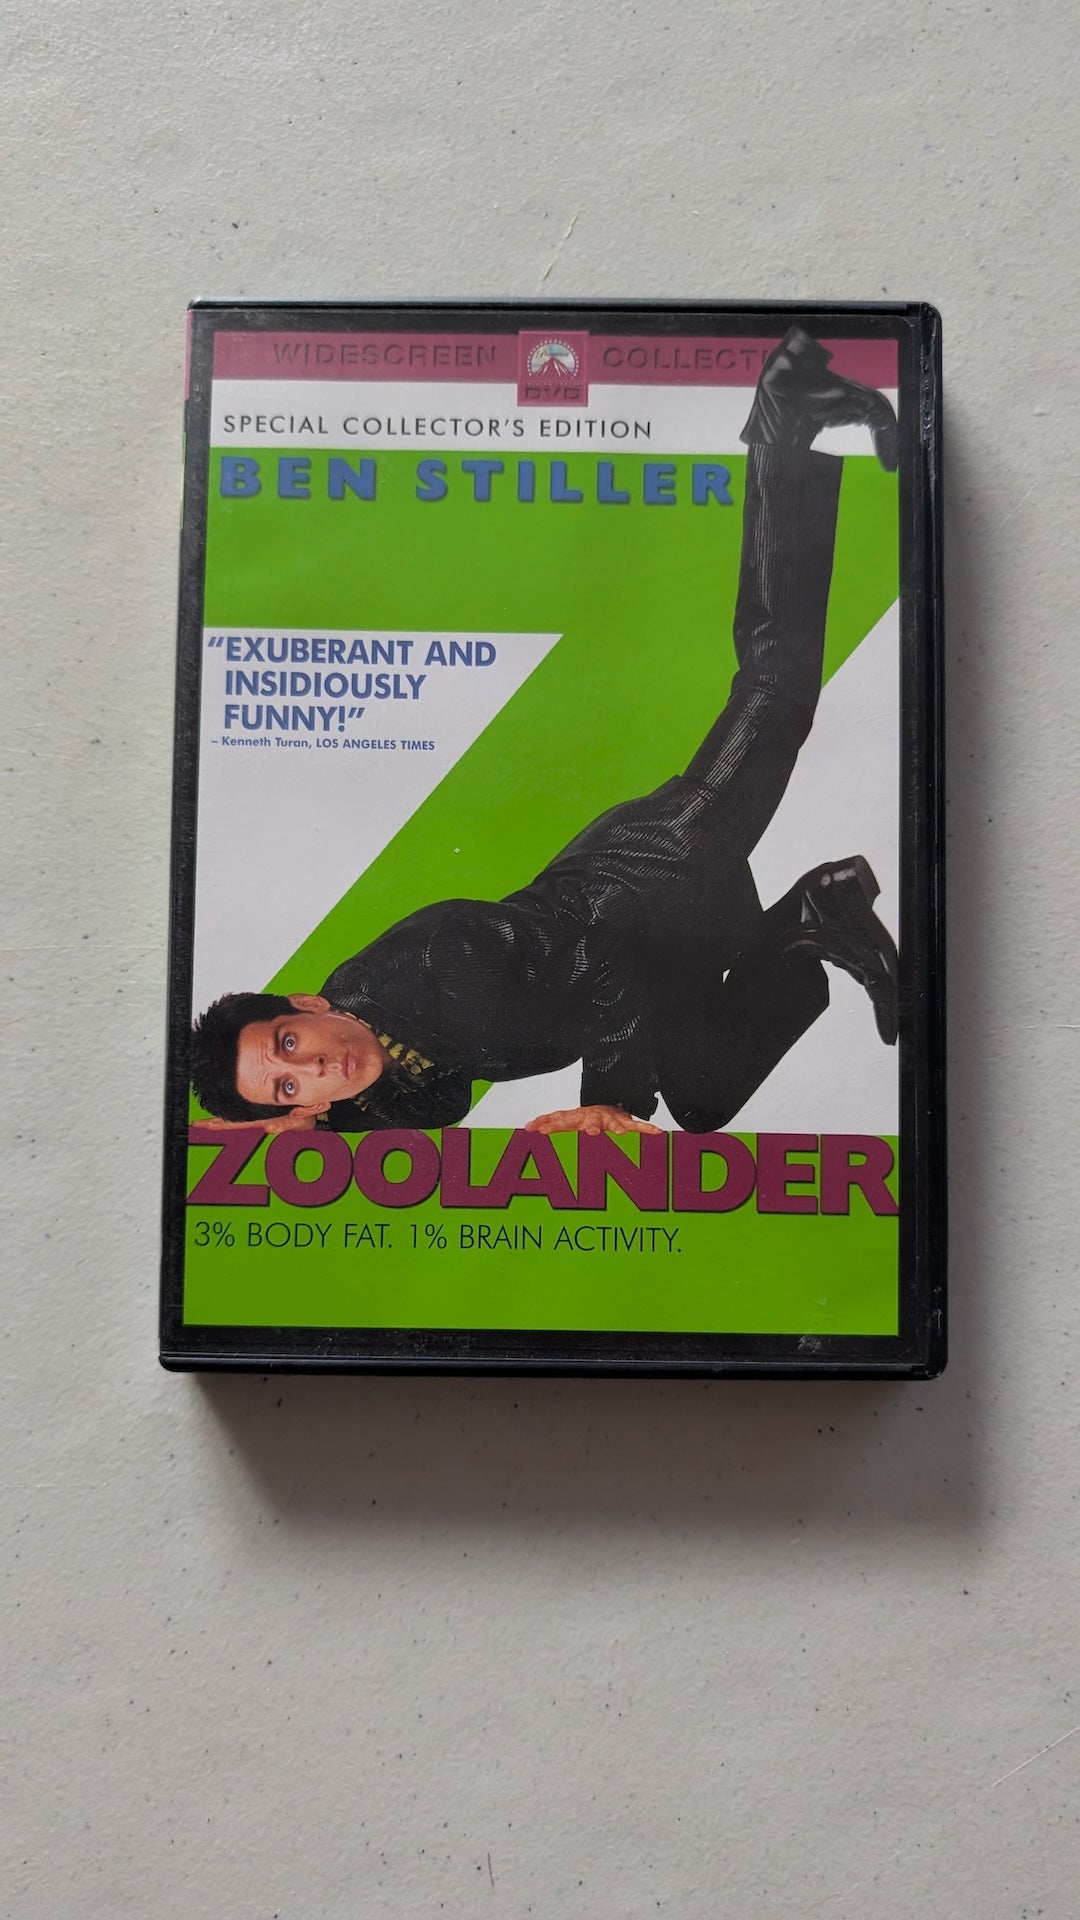 WIDESCREEN DVD COLLECTI
SPECIAL COLLECTOR'S EDITION
BEN STILLER
"EXUBERANT AND
INSIDIOUSLY
FUNNY!"
– Kenneth Turan, LOS ANGELES TIMES
ZOOLANDER
3% BODY FAT. 1% BRAIN ACTIVITY.